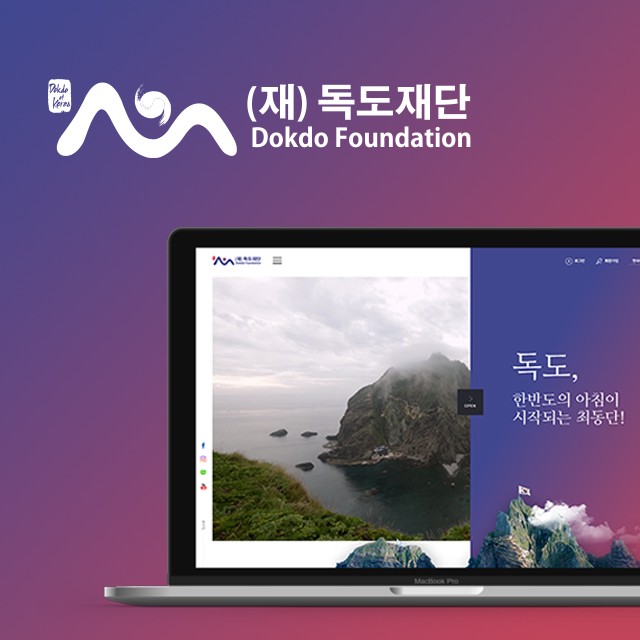 Dokdo
of
Korea
(재) 독도재단
Dokdo Foundation
(재) 독도재단
Dokdo Foundation
로그인
회원가입
독도,
한반도의 아침이
시작되는 최동단!
OPEN
MacBook Pro